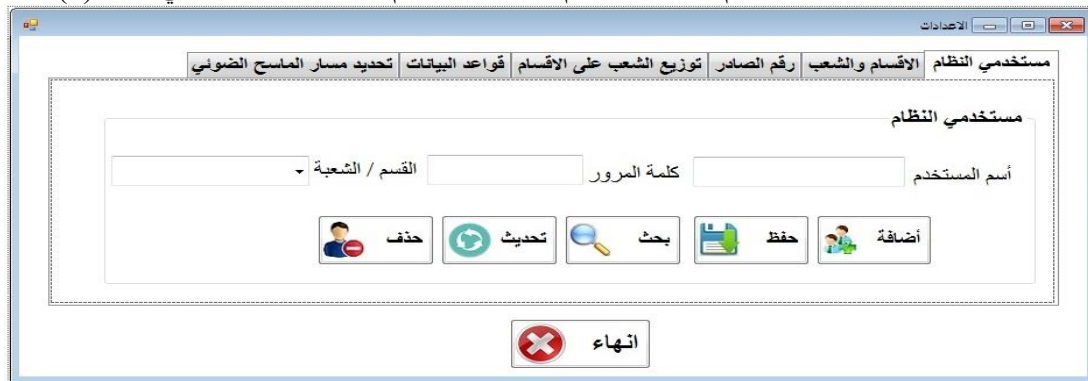 الاعدادات
مستخدمي النظام الاقسام والشعب رقم الصادر توزيع الشعب على الاقسام قواعد البيانات تحديد مسار الماسح الضوئي
مستخدمي النظام
أسم المستخدم كلمة المرور القسم / الشعبة
أضافة حفظ بحث تحديث حذف
انهاء